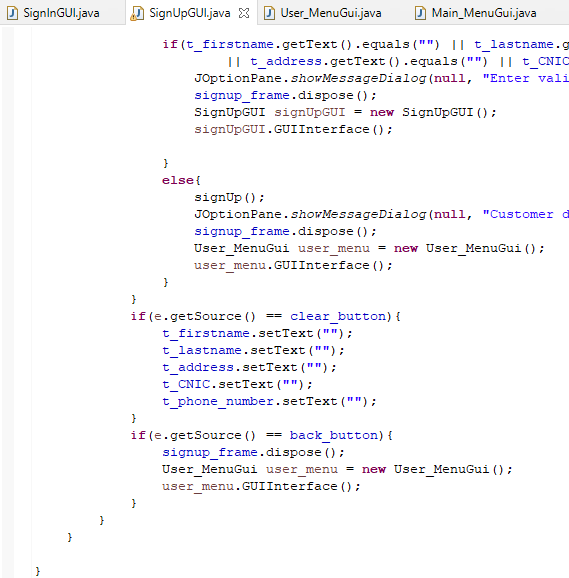 SignInGUI.java SignUpGUI.java User_MenuGui.java Main_MenuGui.java
if(t_firstname.getText().equals("") || t_lastname.g
|| t_address.getText().equals("") || t_CNIC
JOptionPane.showMessageDialog(null, "Enter vali
signup_frame.dispose();
SignUpGUI signUpGUI = new SignUpGUI();
signUpGUI.GUIInterface();
}
else{
signUp();
JOptionPane.showMessageDialog(null, "Customer d
signup_frame.dispose();
User_MenuGui user_menu = new User_MenuGui();
user_menu.GUIInterface();
}
}
if(e.getSource() == clear_button){
t_firstname.setText("");
t_lastname.setText("");
t_address.setText("");
t_CNIC.setText("");
t_phone_number.setText("");
}
if(e.getSource() == back_button){
signup_frame.dispose();
User_MenuGui user_menu = new User_MenuGui();
user_menu.GUIInterface();
}
}
}
}